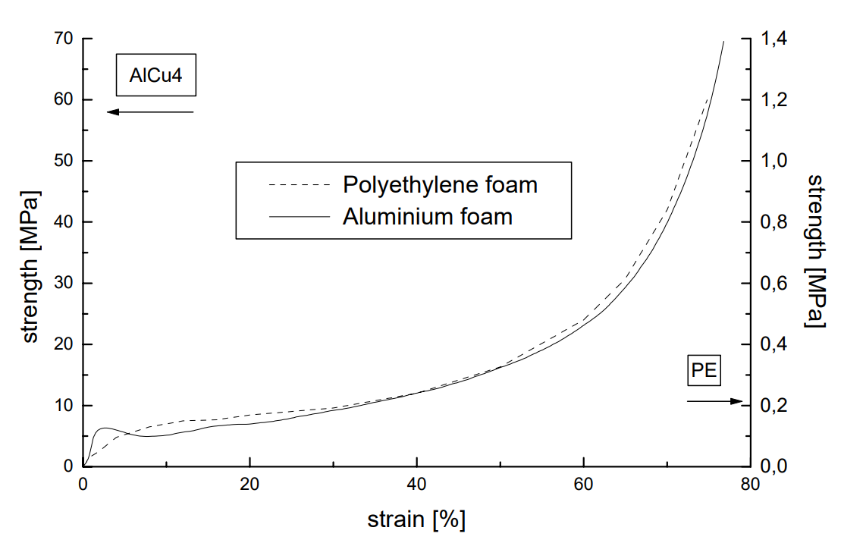 70
60
50
40
30
20
10
0
strength [MPa]
AlCu4
Polyethylene foam
Aluminium foam
PE
1,4
1,2
1,0
0,8
0,6
0,4
0,2
0,0
strength [MPa]
0 20 40 60 80
strain [%]